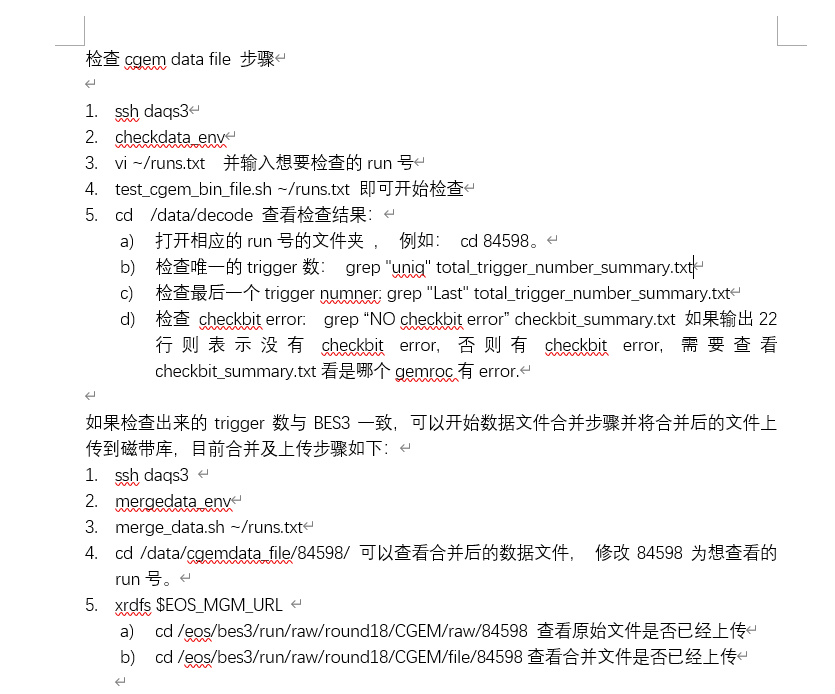 检查 cgem data file 步骤
1. ssh daqs3
2. checkdata_env
3. vi ~/runs.txt 并输入想要检查的 run 号
4. test_cgem_bin_file.sh ~/runs.txt 即可开始检查
5. cd /data/decode 查看检查结果：
a) 打开相应的 run 号的文件夹 ， 例如： cd 84598。
b) 检查唯一的 trigger 数： grep "uniq" total_trigger_number_summary.txt
c) 检查最后一个 trigger numner: grep "Last" total_trigger_number_summary.txt
d) 检查 checkbit error: grep “NO checkbit error” checkbit_summary.txt 如果输出 22
行则表示没有 checkbit error, 否则有 checkbit error, 需要查看
checkbit_summary.txt 看是哪个 gemroc 有 error.
如果检查出来的 trigger 数与 BES3 一致，可以开始数据文件合并步骤并将合并后的文件上
传到磁带库，目前合并及上传步骤如下：
1. ssh daqs3
2. mergedata_env
3. merge_data.sh ~/runs.txt
4. cd /data/cgemdata_file/84598/ 可以查看合并后的数据文件， 修改 84598 为想查看的
run 号。
5. xrdfs $EOS_MGM_URL
a) cd /eos/bes3/run/raw/round18/CGEM/raw/84598 查看原始文件是否已经上传
b) cd /eos/bes3/run/raw/round18/CGEM/file/84598 查看合并文件是否已经上传